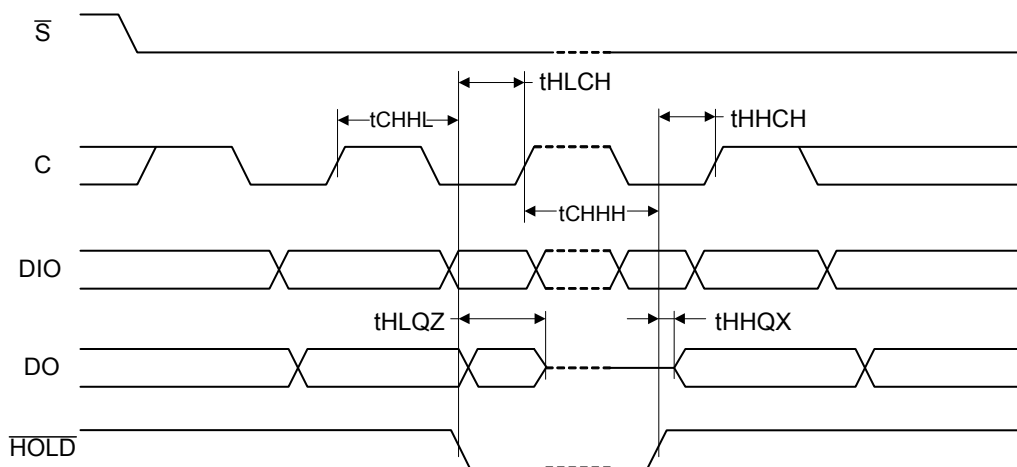 S
tHLCH
tCHHL
tHHCH
C
tCHHH
DIO
tHLQZ
tHHQX
DO
HOLD